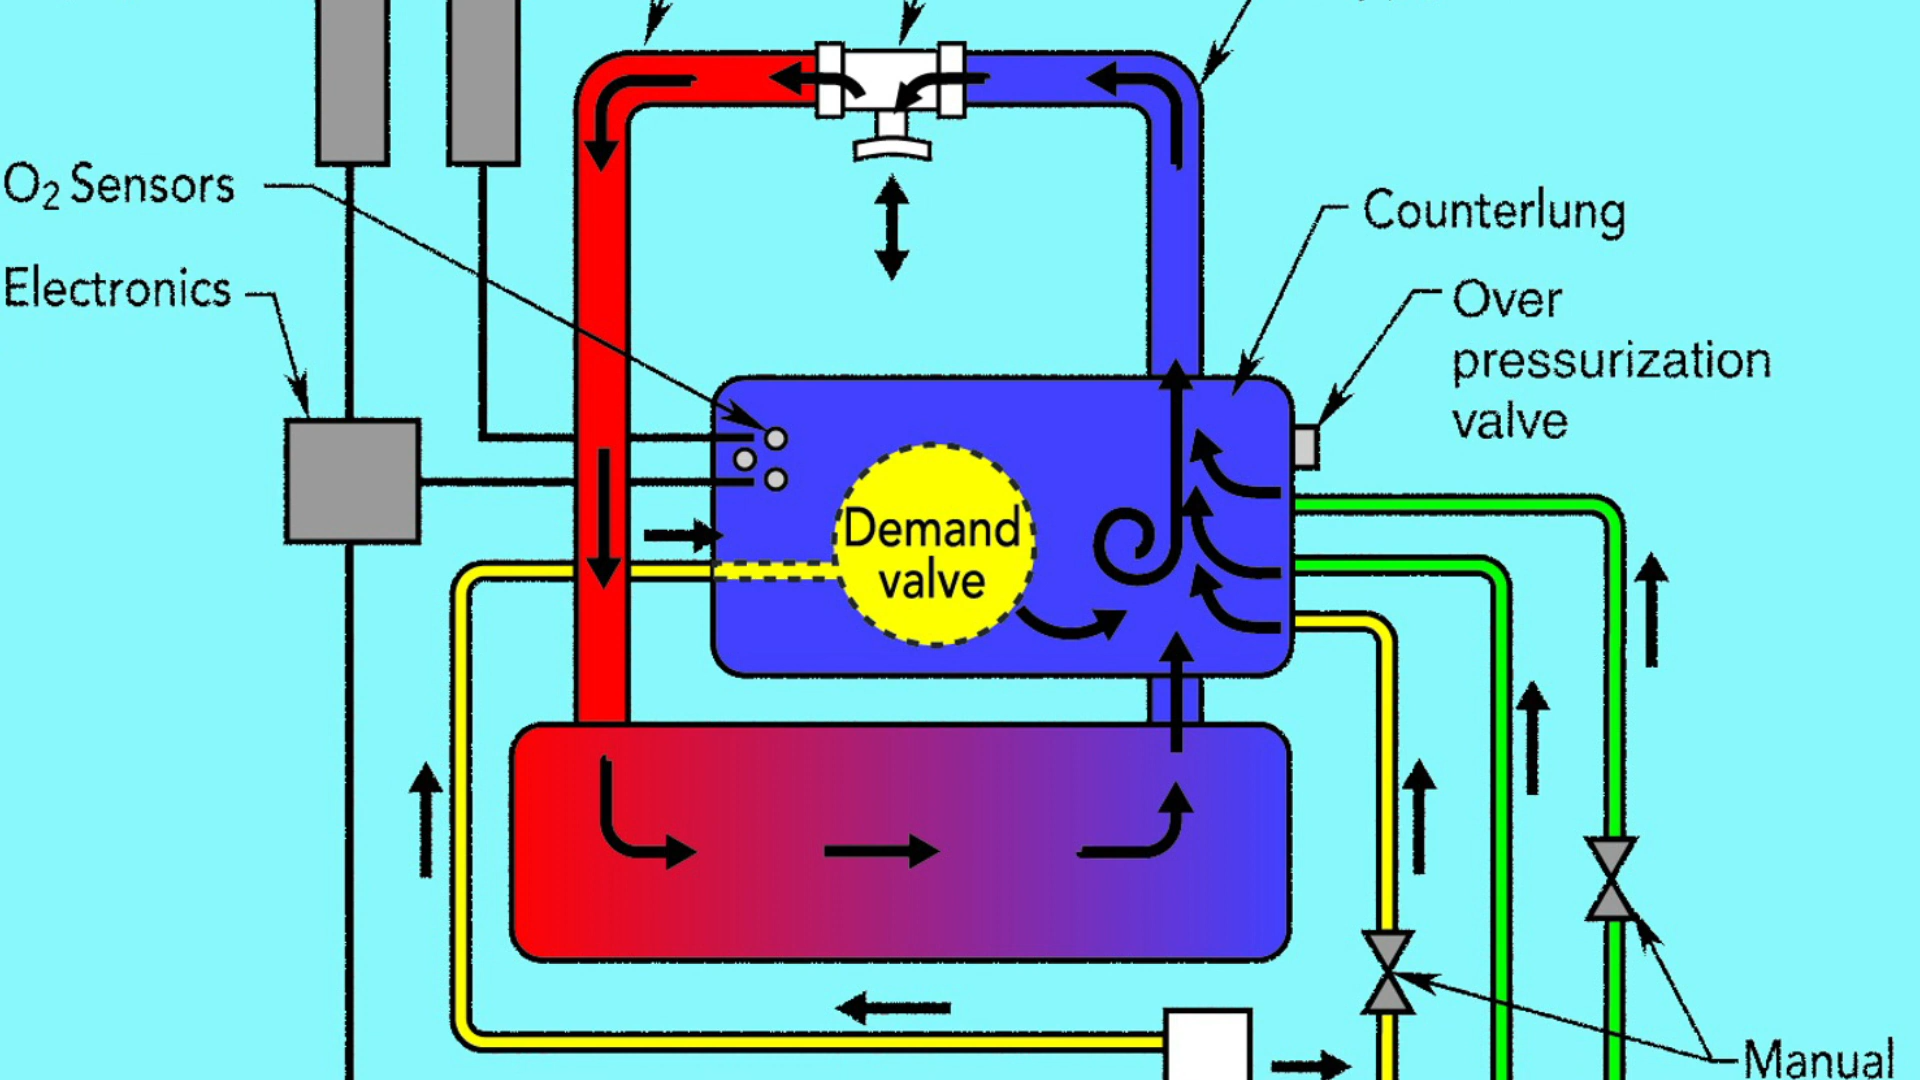 O₂ Sensors
Electronics
Counterlung
Over
pressurization
valve
Demand
valve
Manual